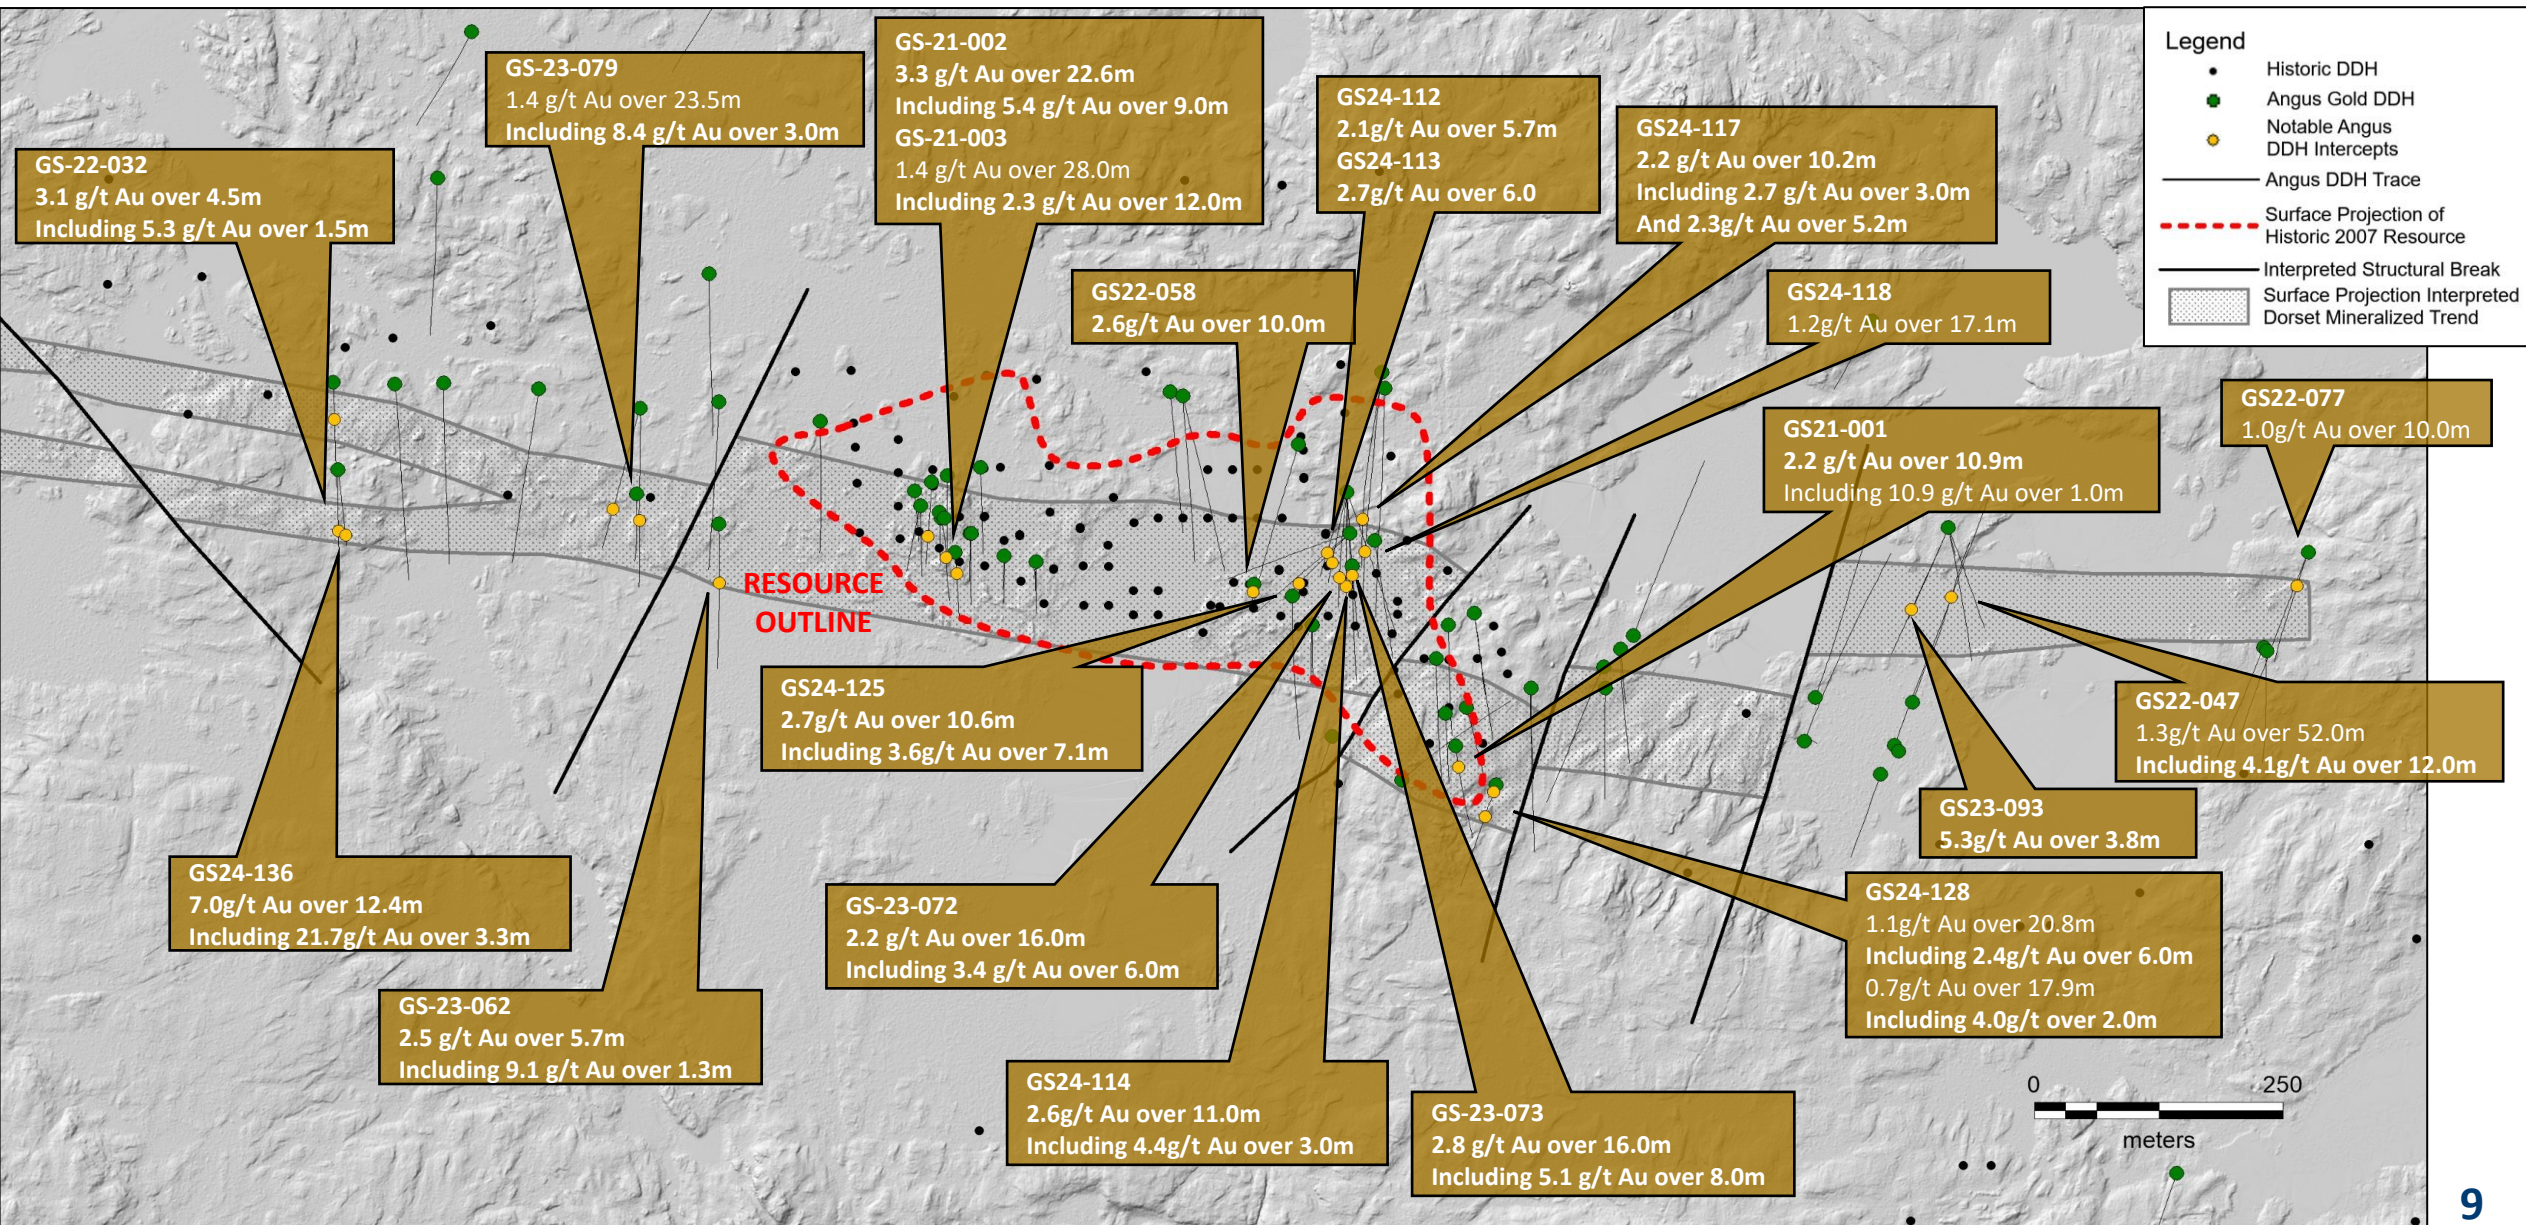 GS-22-032
3.1 g/t Au over 4.5m
Including 5.3 g/t Au over 1.5m
GS-23-079
1.4 g/t Au over 23.5m
Including 8.4 g/t Au over 3.0m
GS-21-002
3.3 g/t Au over 22.6m
Including 5.4 g/t Au over 9.0m
GS-21-003
1.4 g/t Au over 28.0m
Including 2.3 g/t Au over 12.0m
GS24-112
2.1g/t Au over 5.7m
GS24-113
2.7g/t Au over 6.0
GS24-117
2.2 g/t Au over 10.2m
Including 2.7 g/t Au over 3.0m
And 2.3g/t Au over 5.2m
Legend
Historic DDH
Angus Gold DDH
Notable Angus
DDH Intercepts
Angus DDH Trace
Surface Projection of
Historic 2007 Resource
Interpreted Structural Break
Surface Projection Interpreted
Dorset Mineralized Trend
GS22-058
2.6g/t Au over 10.0m
GS24-118
1.2g/t Au over 17.1m
GS21-001
2.2 g/t Au over 10.9m
Including 10.9 g/t Au over 1.0m
GS22-077
1.0g/t Au over 10.0m
RESOURCE
OUTLINE
GS24-125
2.7g/t Au over 10.6m
Including 3.6g/t Au over 7.1m
GS22-047
1.3g/t Au over 52.0m
Including 4.1g/t Au over 12.0m
GS23-093
5.3g/t Au over 3.8m
GS24-136
7.0g/t Au over 12.4m
Including 21.7g/t Au over 3.3m
GS-23-072
2.2 g/t Au over 16.0m
Including 3.4 g/t Au over 6.0m
GS24-128
1.1g/t Au over 20.8m
Including 2.4g/t Au over 6.0m
0.7g/t Au over 17.9m
Including 4.0g/t over 2.0m
GS-23-062
2.5 g/t Au over 5.7m
Including 9.1 g/t Au over 1.3m
GS24-114
2.6g/t Au over 11.0m
Including 4.4g/t Au over 3.0m
GS-23-073
2.8 g/t Au over 16.0m
Including 5.1 g/t Au over 8.0m
0 250
meters
9